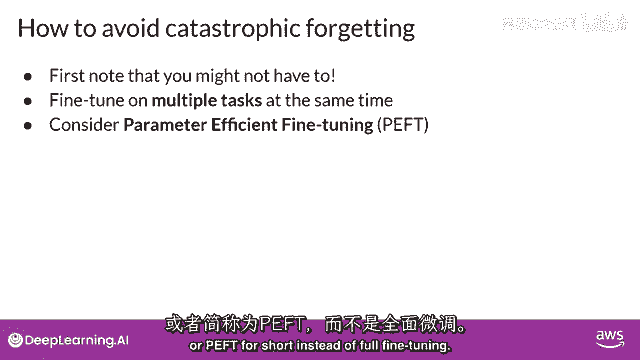 How to avoid catastrophic forgetting
● First note that you might not have to!
● Fine-tune on multiple tasks at the same time
● Consider Parameter Efficient Fine-tuning (PEFT)
或者简称为PEFT，而不是全面微调。
or PEFT for short instead of full fine-tuning.
DeepLearning.AI
aws